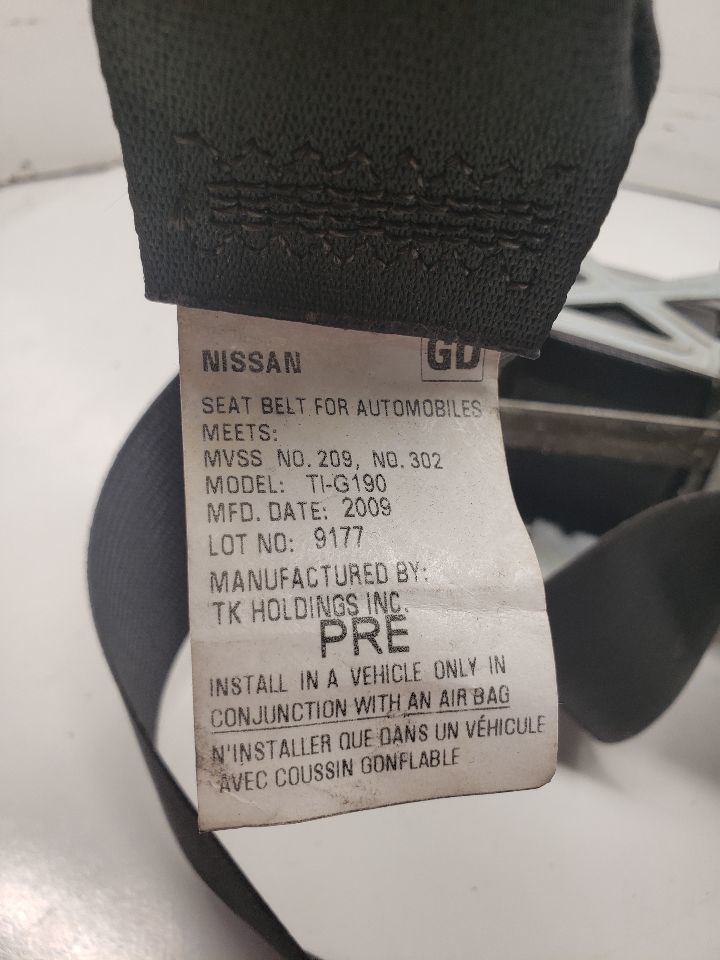 NISSAN GD
SEAT BELT FOR AUTOMOBILES
MEETS:
MVSS NO. 209, NO. 302
MODEL: TI-G190
MFD. DATE: 2009
LOT NO: 9177
MANUFACTURED BY:
TK HOLDINGS INC.
PRE
INSTALL IN A VEHICLE ONLY IN
CONJUNCTION WITH AN AIR BAG
N'INSTALLER QUE DANS UN VÉHICULE
AVEC COUSSIN GONFLABLE